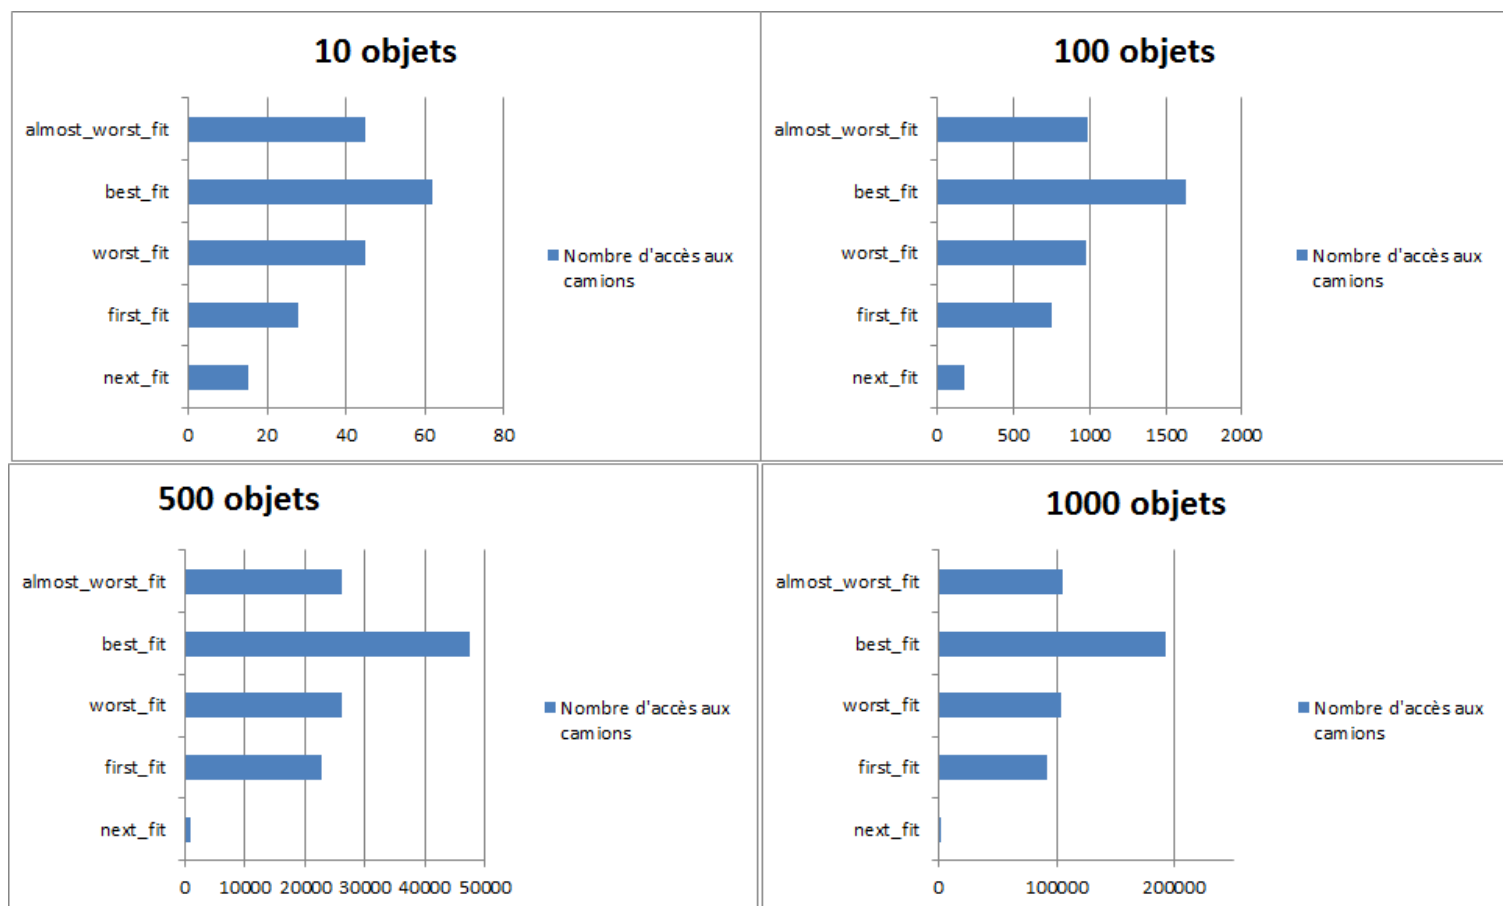 10 objets
almost_worst_fit
best_fit
worst_fit
first_fit
next_fit
0 20 40 60 80
Nombre d'accès aux
camions
100 objets
almost_worst_fit
best_fit
worst_fit
first_fit
next_fit
0 500 1000 1500 2000
Nombre d'accès aux
camions
500 objets
almost_worst_fit
best_fit
worst_fit
first_fit
next_fit
0 10000 20000 30000 40000 50000
Nombre d'accès aux
camions
1000 objets
almost_worst_fit
best_fit
worst_fit
first_fit
next_fit
0 100000 200000
Nombre d'accès aux
camions